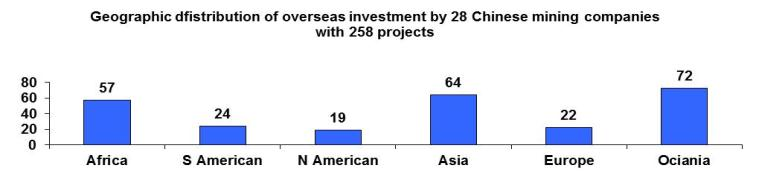 Geographic dfistribution of overseas investment by 28 Chinese mining companies
with 258 projects
80
60
40
20
0
57
24
19
64
22
72
Africa
S American
N American
Asia
Europe
Ociania